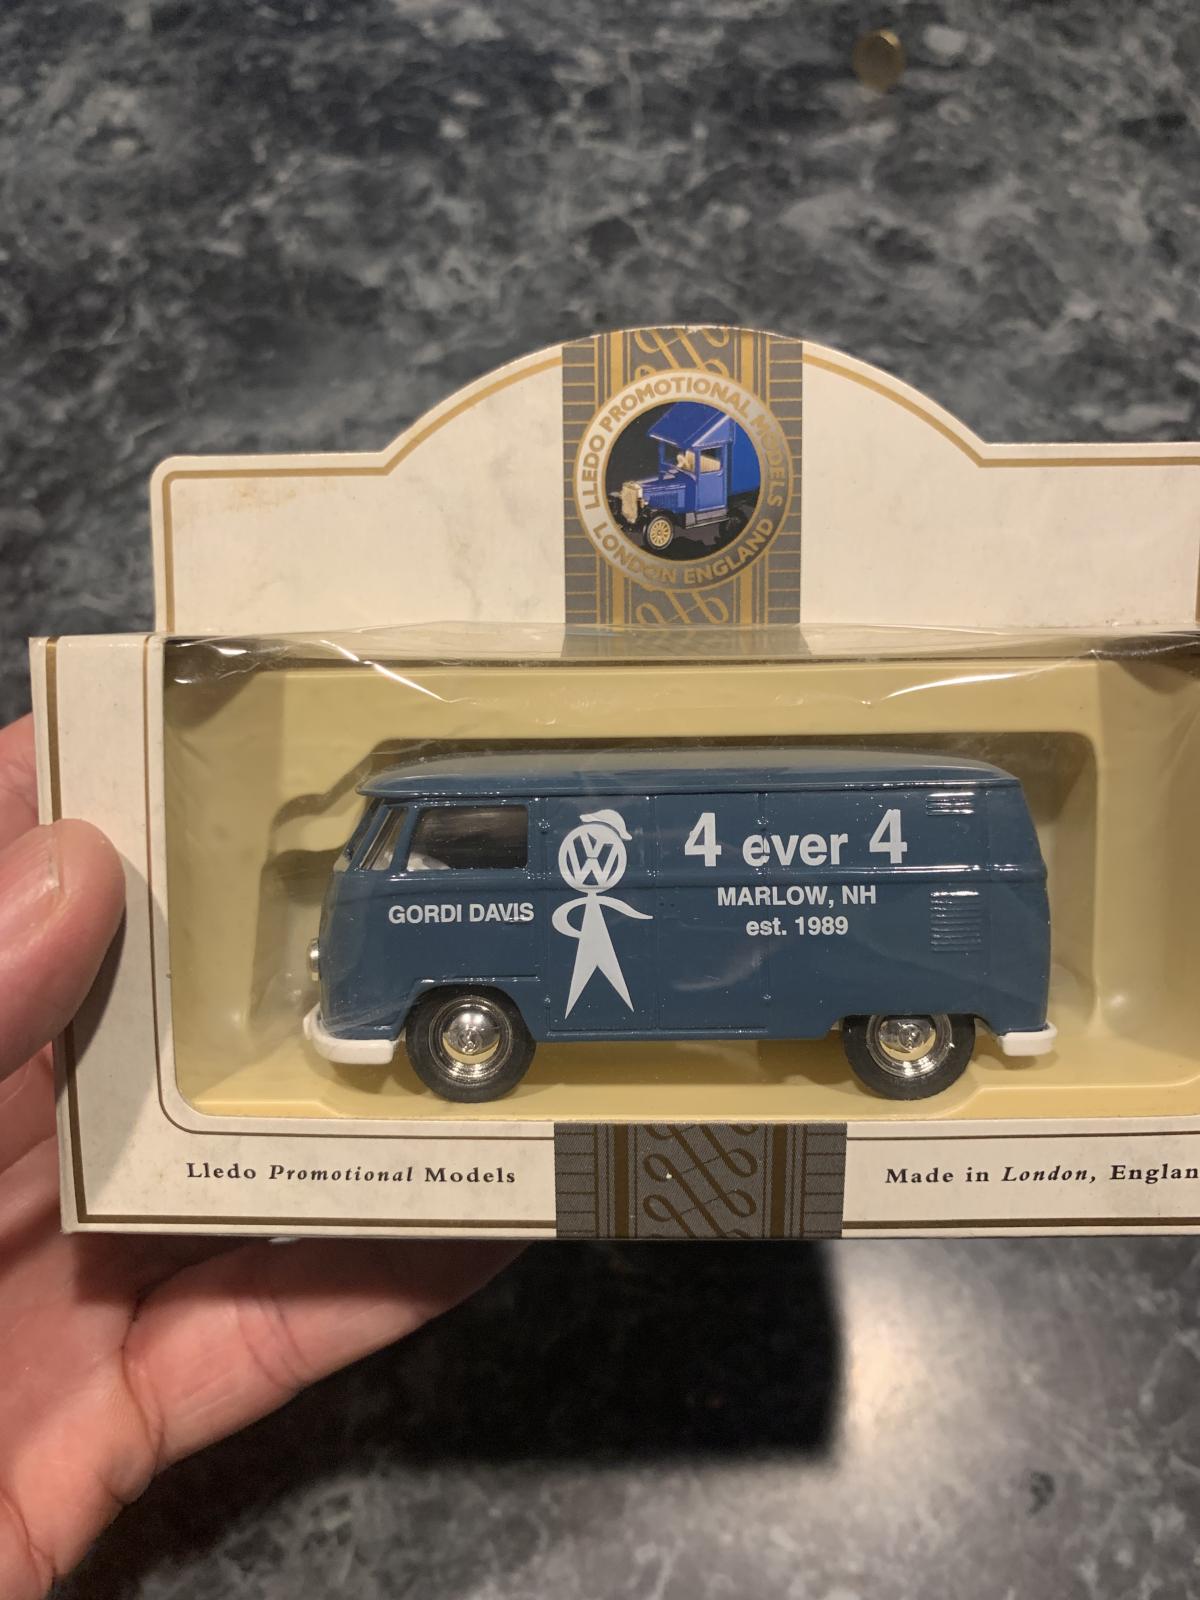 LLEDO PROMOTIONAL MODELS
LONDON ENGLAND
4 ever 4
MARLOW, NH
est. 1989
GORDI DAVIS
VW
Lledo Promotional Models
Made in London, Englan